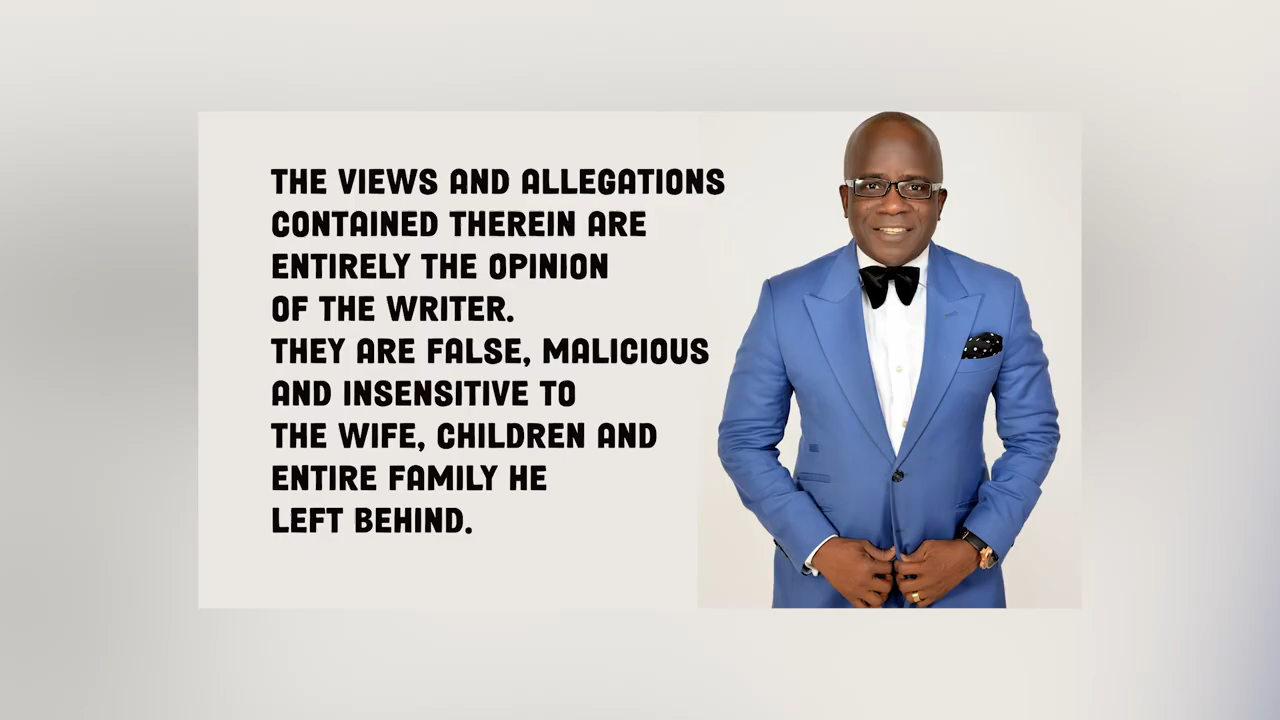 THE VIEWS AND ALLEGATIONS
CONTAINED THEREIN ARE
ENTIRELY THE OPINION
OF THE WRITER.
THEY ARE FALSE, MALICIOUS
AND INSENSITIVE TO
THE WIFE, CHILDREN AND
ENTIRE FAMILY HE
LEFT BEHIND.